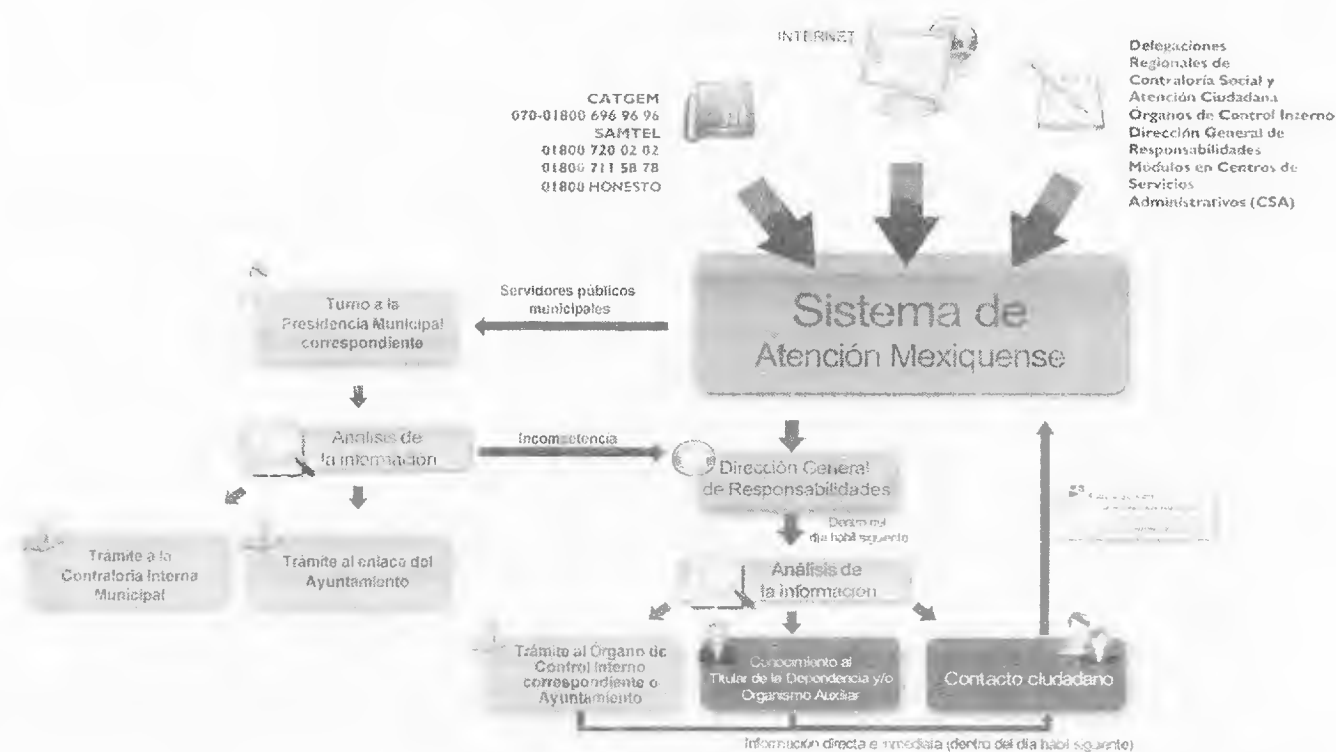 INTERNET
CATGEM
070-01800 696 96 96
SAMTEL
01800 720 02 02
01800 711 58 78
01800 HONESTO
Delegaciones
Regionales de
Contraloría Social y
Atención Ciudadana
Órganos de Control Interno
Dirección General de
Responsabilidades
Módulos en Centros de
Servicios
Administrativos (CSA)
Sistema de
Atención Mexiquense
Servidores públicos
municipales
Turno a la
Presidencia Municipal
correspondiente
Análisis de
la información
Incompetencia
Dirección General
de Responsabilidades
Dentro del
día hábil siguiente
Trámite a la
Contraloría Interna
Municipal
Trámite al enlace del
Ayuntamiento
Análisis de
la información
Trámite al Órgano de
Control Interno
correspondiente o
Ayuntamiento
Conocimiento al
Titular de la Dependencia y/o
Organismo Auxiliar
Contacto ciudadano
Información directa e inmediata (dentro del día hábil siguiente)